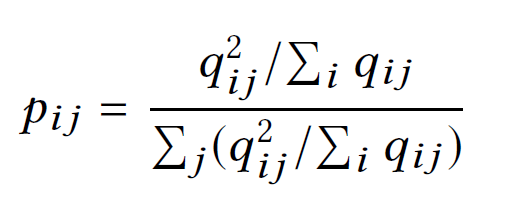 p_{ij} = \frac{q_{ij}^2 / \sum_i q_{ij}}{\sum_j (q_{ij}^2 / \sum_i q_{ij})}